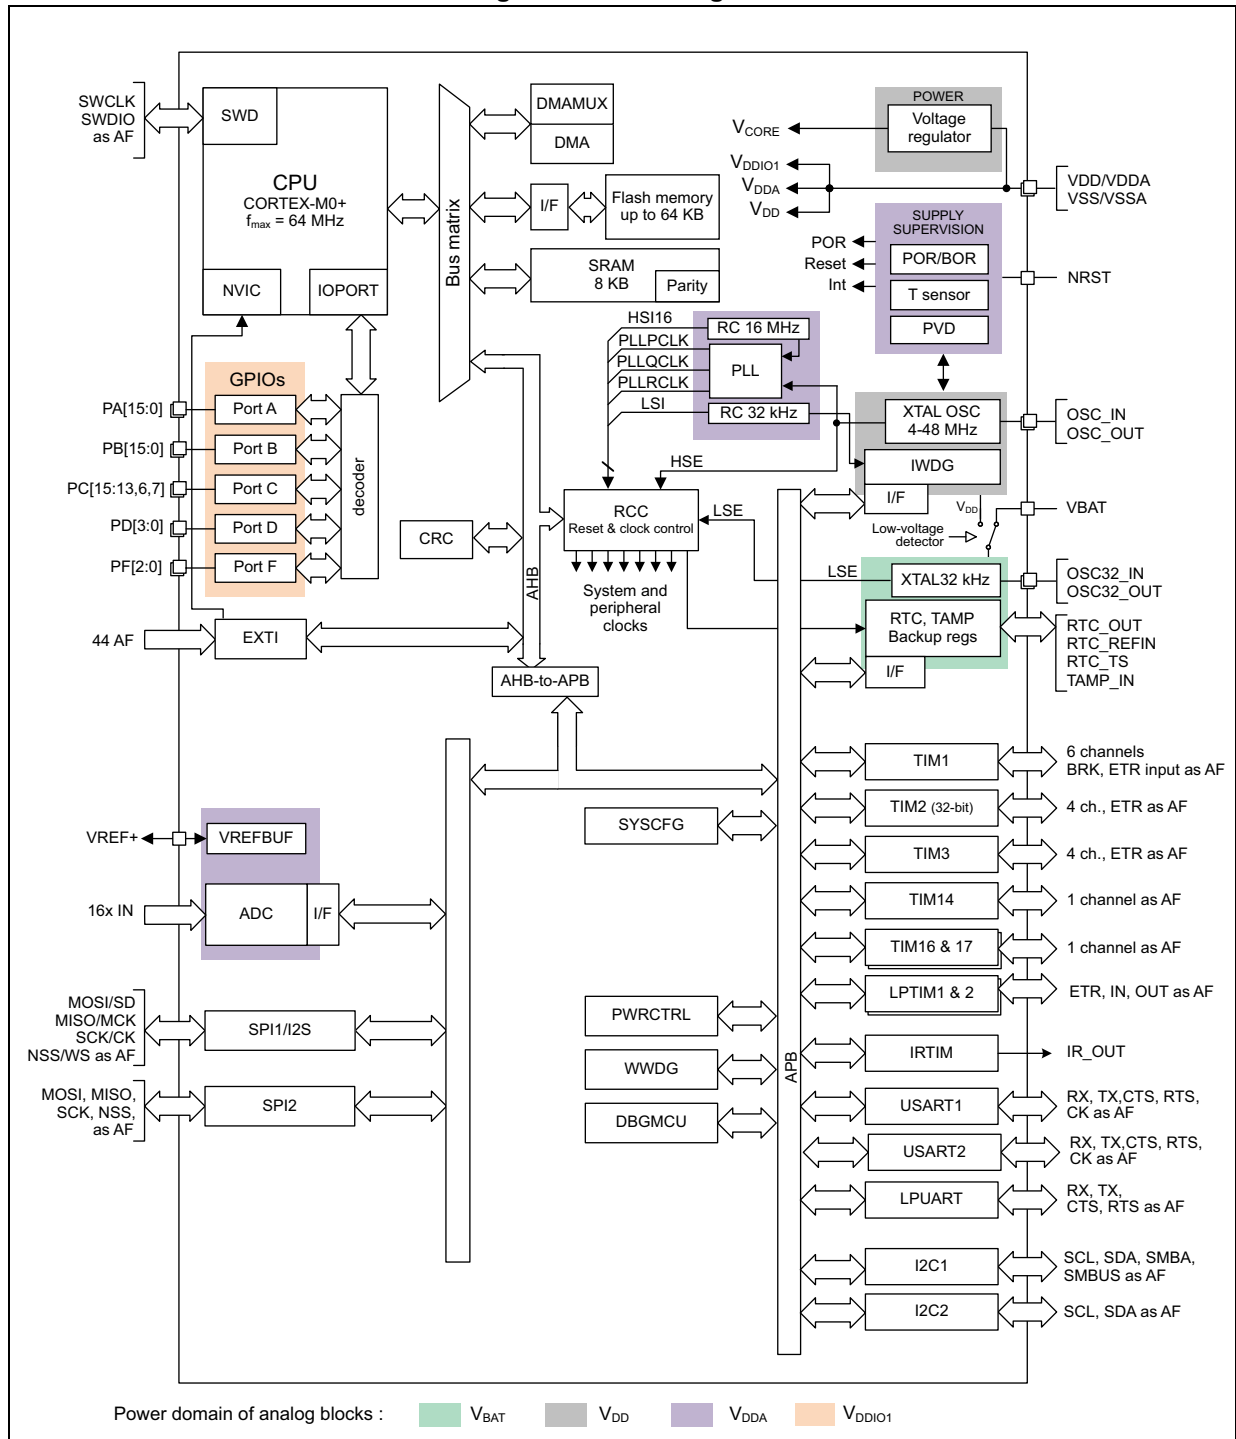 SWCLK
SWDIO
as AF
SWD
CPU
CORTEX-M0+
fmax = 64 MHz
NVIC
IOPORT
Bus matrix
DMAMUX
DMA
I/F
Flash memory
up to 64 KB
SRAM
8 KB
Parity
POWER
Voltage
regulator
VCORE
VDDIO1
VDDA
VDD
VDD/VDDA
VSS/VSSA
SUPPLY
SUPERVISION
POR
Reset
Int
POR/BOR
T sensor
PVD
NRST
HSI16
PLLPCLK
PLLQCLK
PLLRCLK
LSI
RC 16 MHz
PLL
RC 32 kHz
GPIOs
PA[15:0]
Port A
PB[15:0]
Port B
PC[15:13,6,7]
Port C
PD[3:0]
Port D
PF[2:0]
Port F
decoder
XTAL OSC
4-48 MHz
OSC_IN
OSC_OUT
IWDG
I/F
HSE
RCC
Reset & clock control
LSE
VDD
Low-voltage
detector
VBAT
CRC
AHB
System and
peripheral
clocks
LSE
XTAL32 kHz
OSC32_IN
OSC32_OUT
RTC, TAMP
Backup regs
I/F
RTC_OUT
RTC_REFIN
RTC_TS
TAMP_IN
44 AF
EXTI
AHB-to-APB
TIM1
6 channels
BRK, ETR input as AF
SYSCFG
TIM2 (32-bit)
4 ch., ETR as AF
VREF+
VREFBUF
TIM3
4 ch., ETR as AF
16x IN
ADC
I/F
TIM14
1 channel as AF
TIM16 & 17
1 channel as AF
MOSI/SD
MISO/MCK
SCK/CK
NSS/WS as AF
SPI1/I2S
PWRCTRL
LPTIM1 & 2
ETR, IN, OUT as AF
WWDG
APB
IRTIM
IR_OUT
MOSI, MISO,
SCK, NSS,
as AF
SPI2
DBGMCU
USART1
RX, TX,CTS, RTS,
CK as AF
USART2
RX, TX,CTS, RTS,
CK as AF
LPUART
RX, TX,
CTS, RTS as AF
I2C1
SCL, SDA, SMBA,
SMBUS as AF
I2C2
SCL, SDA as AF
Power domain of analog blocks :
VBAT
VDD
VDDA
VDDIO1